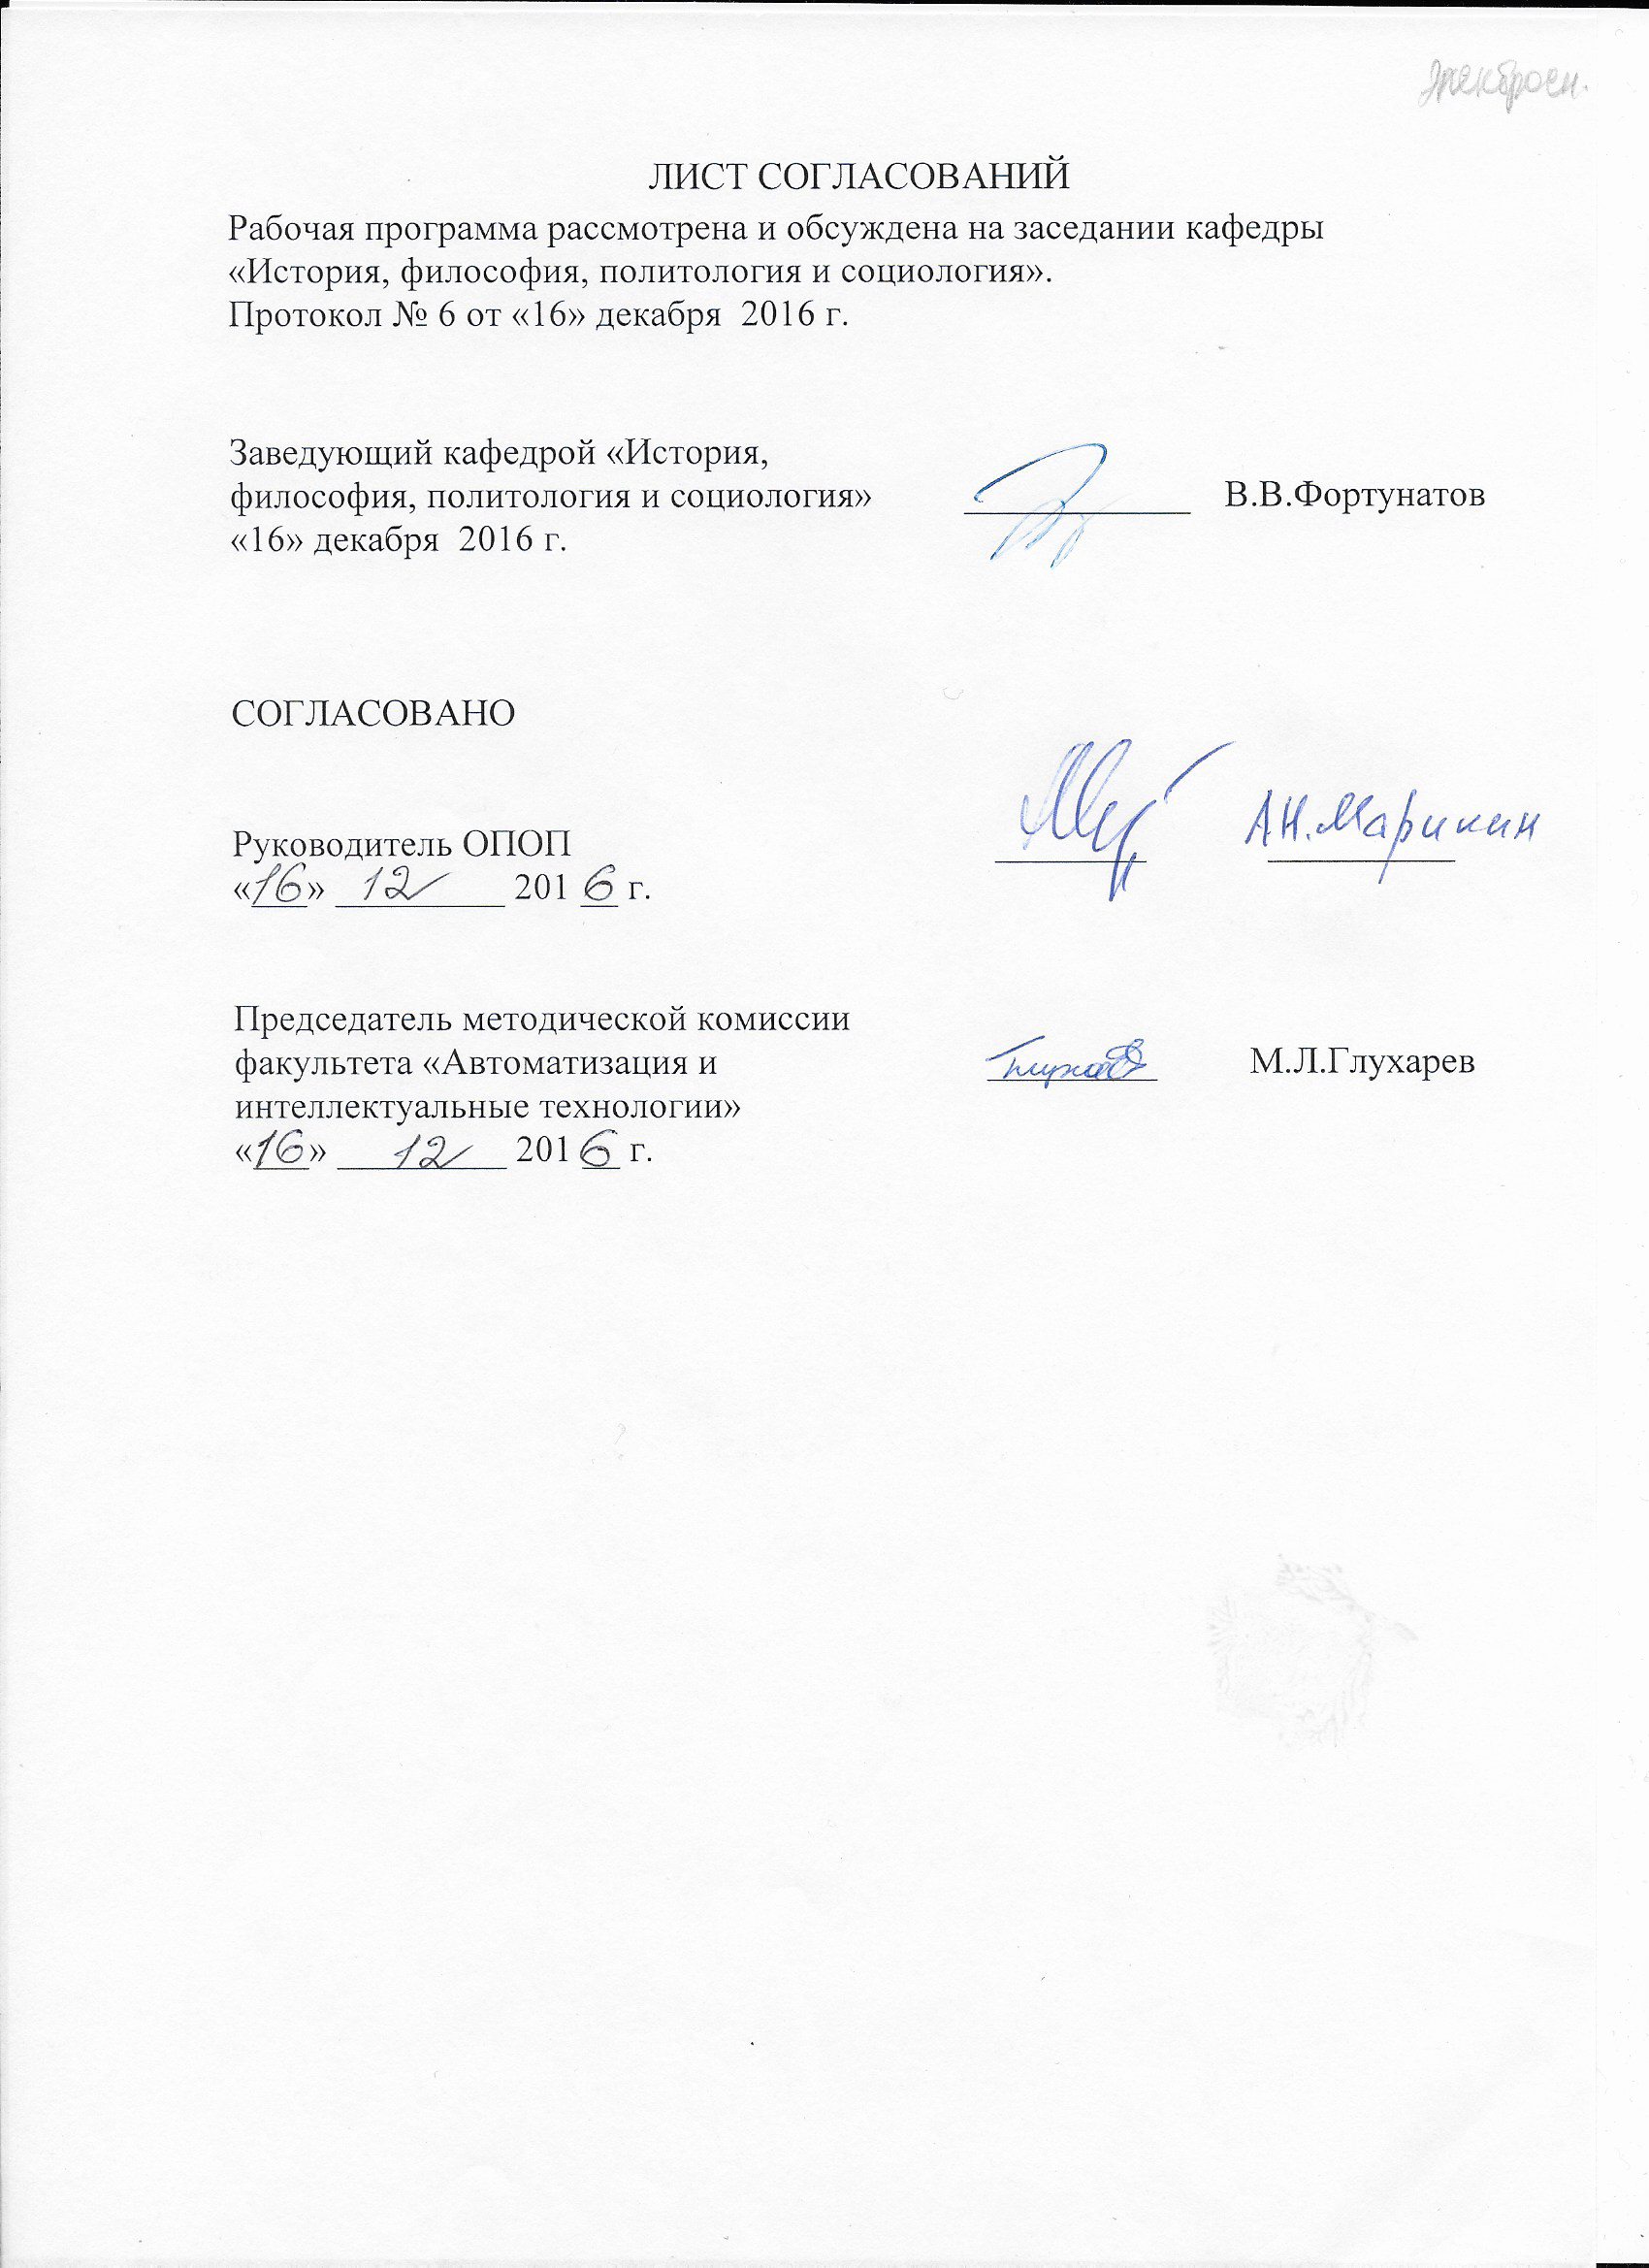 ЛИСТ СОГЛАСОВАНИЙ
Рабочая программа рассмотрена и обсуждена на заседании кафедры
«История, философия, политология и социология».
Протокол № 6 от «16» декабря 2016 г.
Заведующий кафедрой «История,
философия, политология и социология» В.В.Фортунатов
«16» декабря 2016 г.
СОГЛАСОВАНО
Руководитель ОПОП А.Н.Марикин
«16» 12 2016 г.
Председатель методической комиссии
факультета «Автоматизация и М.Л.Глухарев
интеллектуальные технологии»
«16» 12 2016 г.